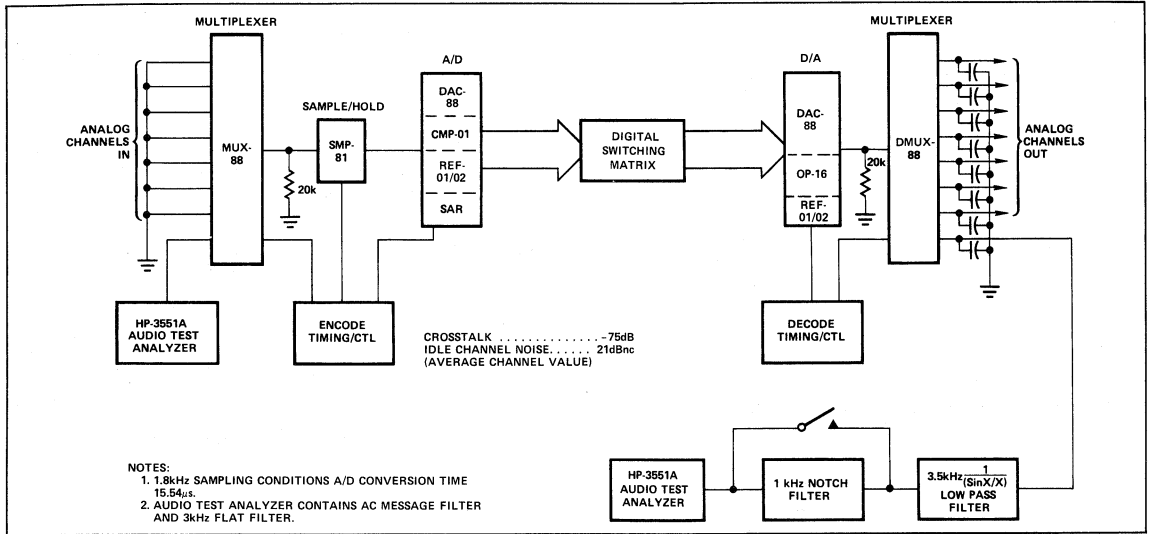 MULTIPLEXER
MULTIPLEXER
A/D
D/A
DAC-
88
DAC-
88
SAMPLE/HOLD
ANALOG
CHANNELS
IN
MUX-
88
SMP-
81
CMP-01
DIGITAL
SWITCHING
MATRIX
DMUX-
88
ANALOG
CHANNELS
OUT
20k
REF-
01/02
OP-16
20k
SAR
REF-
01/02
HP-3551A
AUDIO TEST
ANALYZER
ENCODE
TIMING/CTL
DECODE
TIMING/CTL
CROSSTALK . . . . . . . . . . . . . . -75dB
IDLE CHANNEL NOISE. . . . . . 21dBnc
(AVERAGE CHANNEL VALUE)
NOTES:
1. 1.8kHz SAMPLING CONDITIONS A/D CONVERSION TIME
15.54μs.
2. AUDIO TEST ANALYZER CONTAINS AC MESSAGE FILTER
AND 3kHz FLAT FILTER.
HP-3551A
AUDIO TEST
ANALYZER
1 kHz NOTCH
FILTER
3.5kHz 1/(SinX/X)
LOW PASS
FILTER